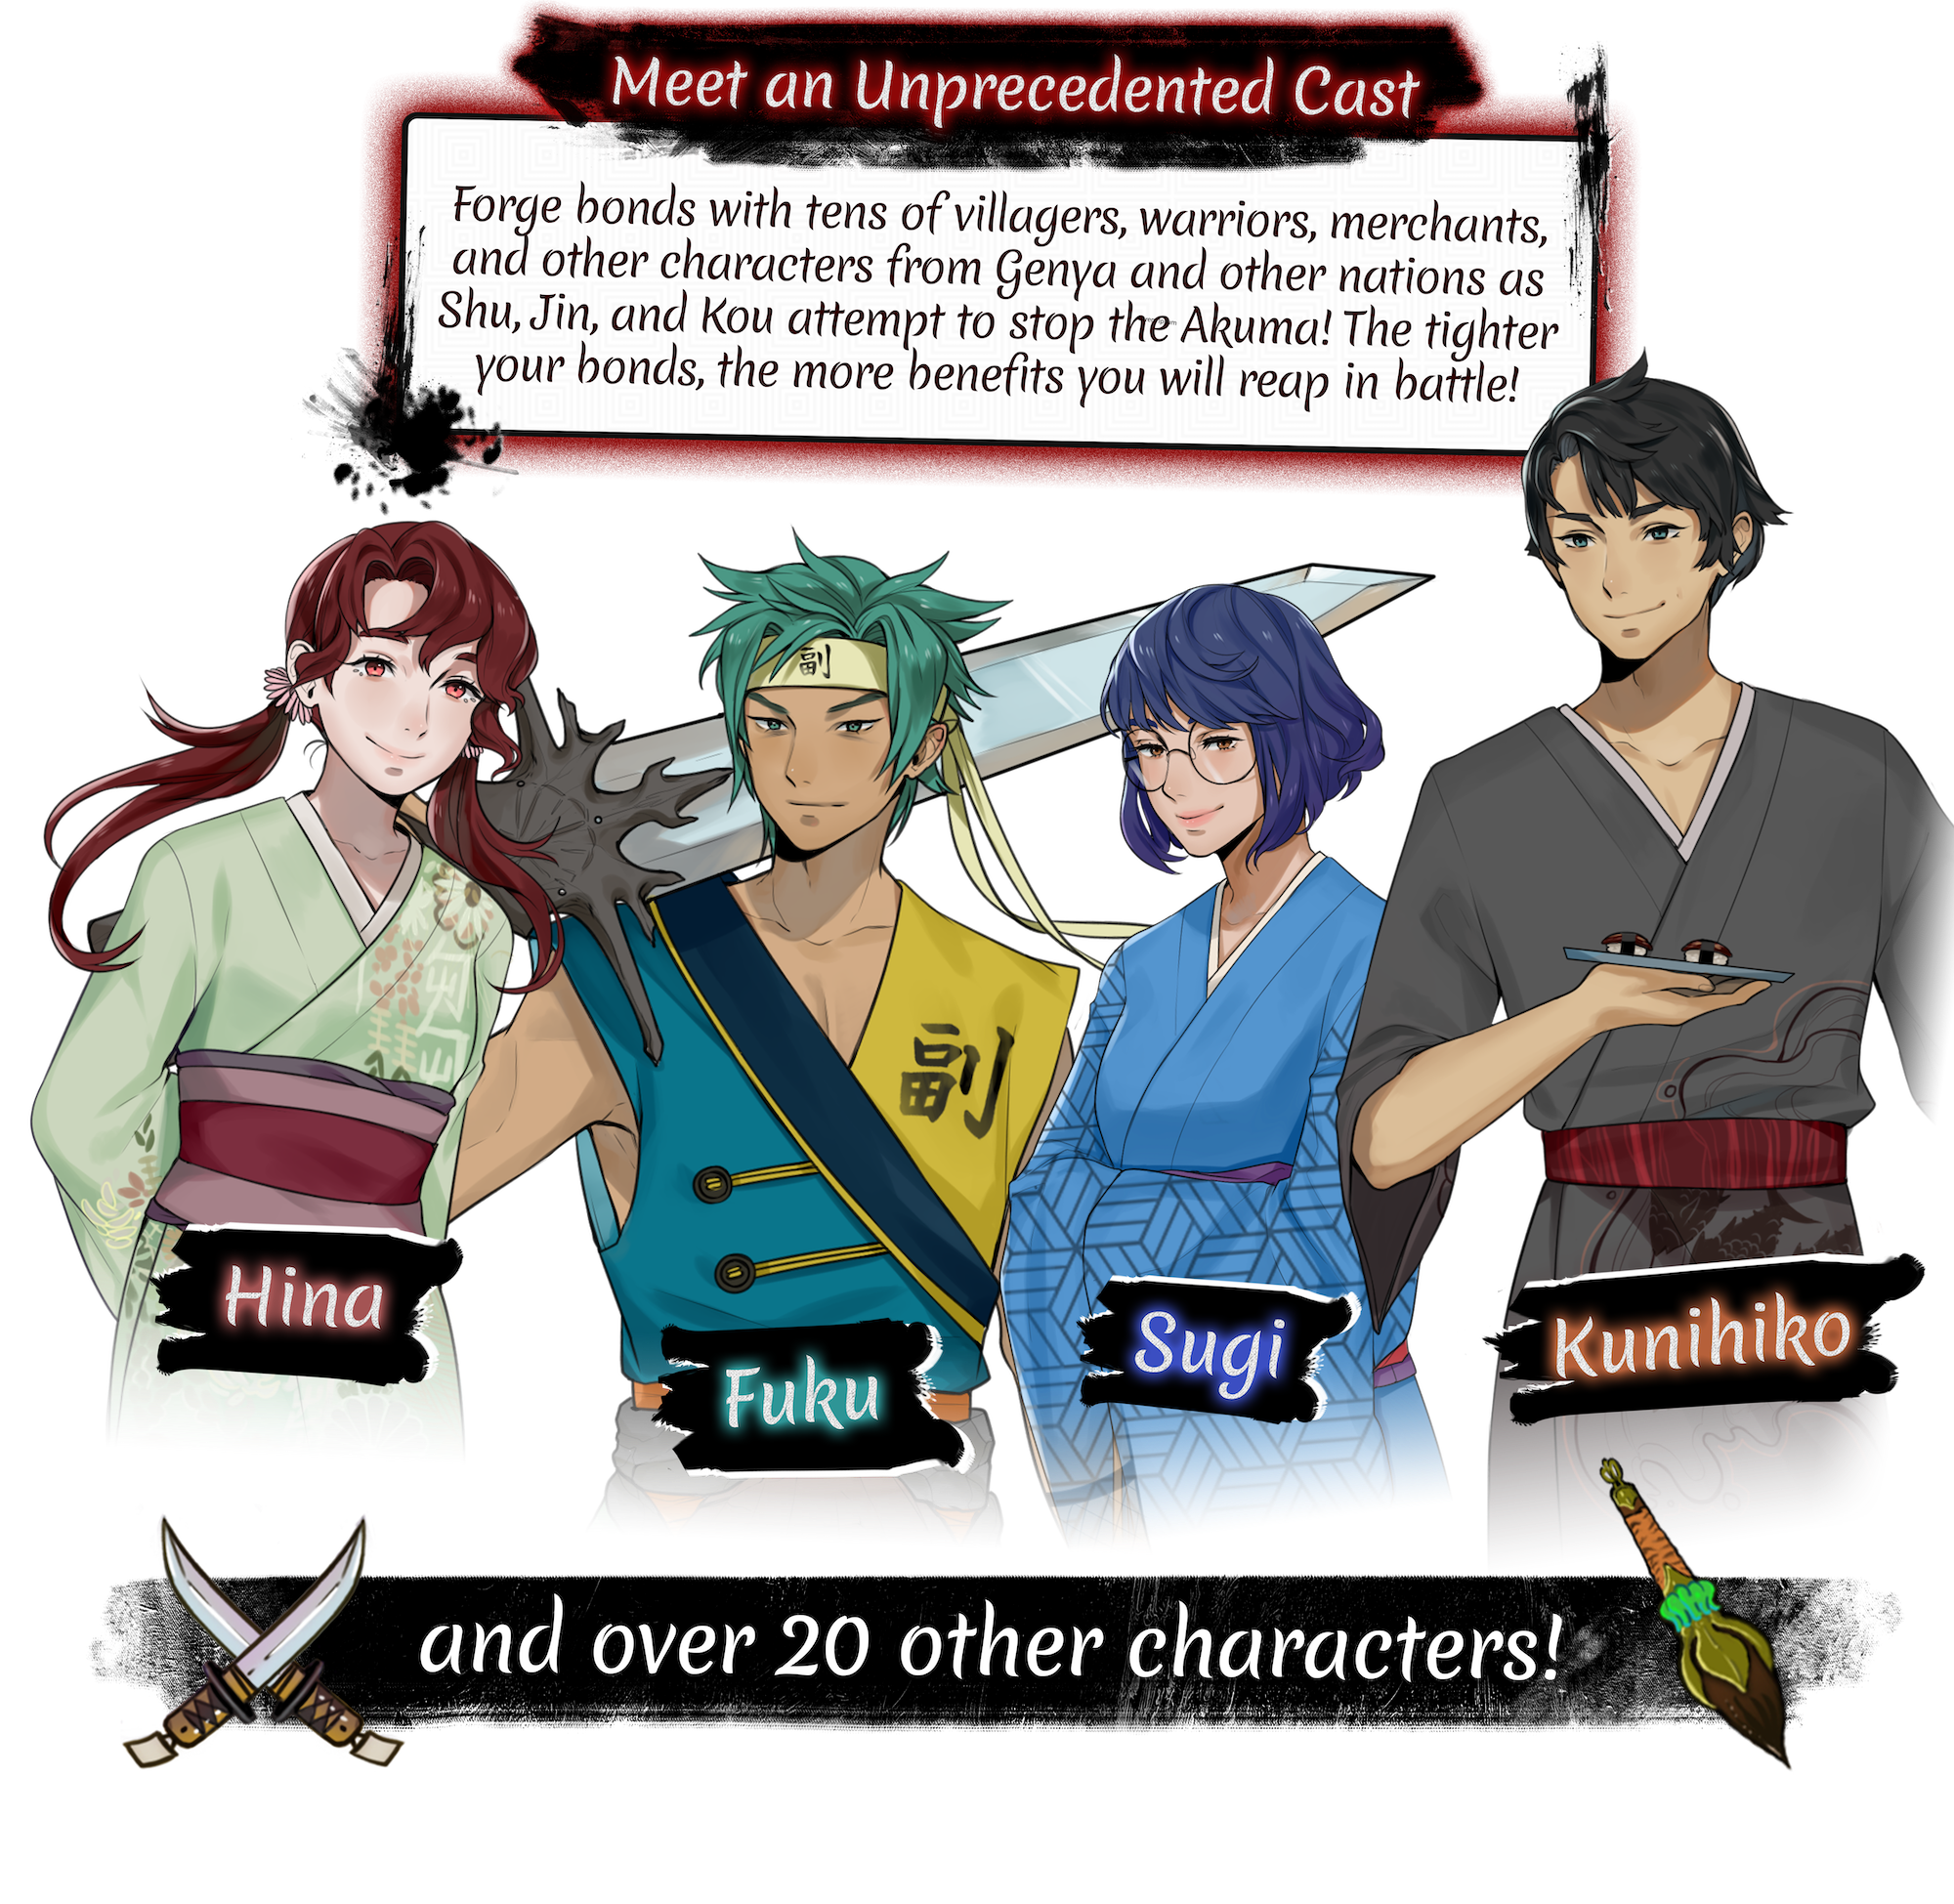 Meet an Unprecedented Cast
Forge bonds with tens of villagers, warriors, merchants,
and other characters from Genya and other nations as
Shu, Jin, and Kou attempt to stop the Akuma! The tighter
your bonds, the more benefits you will reap in battle!
副
副
Hina
Fuku
Sugi
Kunihiko
and over 20 other characters!